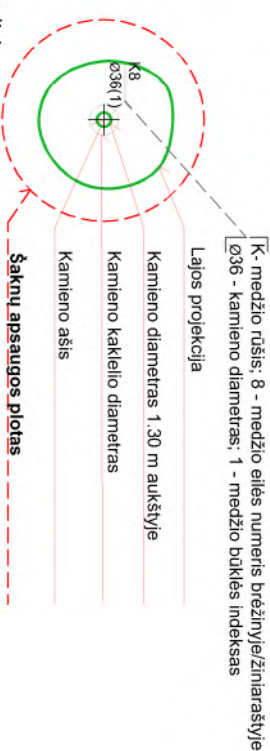 K- medžio rūšis; 8 - medžio eilės numeris brėžinyje/žiniaraštyje
ø36 - kamieno diametras; 1 - medžio būklės indeksas
K8
ø36(1)
Lajos projekcija
Kamieno diametras 1.30 m aukštyje
Kamieno kaklelio diametras
Kamieno ašis
Šaknų apsaugos plotas